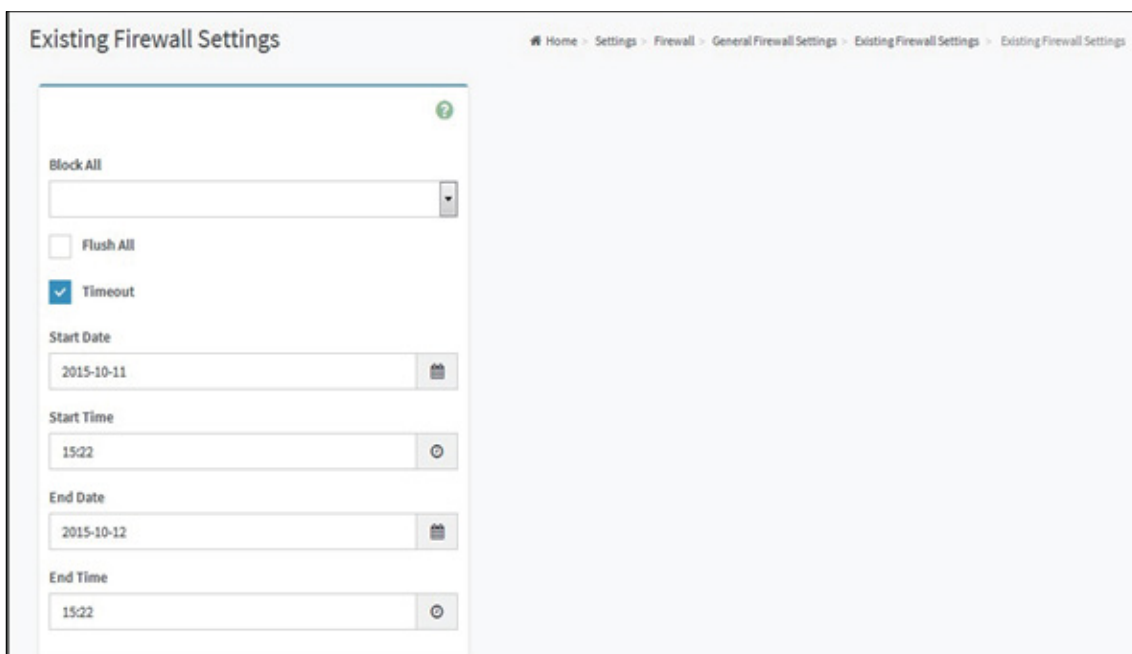 Existing Firewall Settings
Home > Settings > Firewall > General Firewall Settings > Existing Firewall Settings > Existing Firewall Settings
?
Block All
Flush All
Timeout
Start Date
2015-10-11
Start Time
15:22
End Date
2015-10-12
End Time
15:22